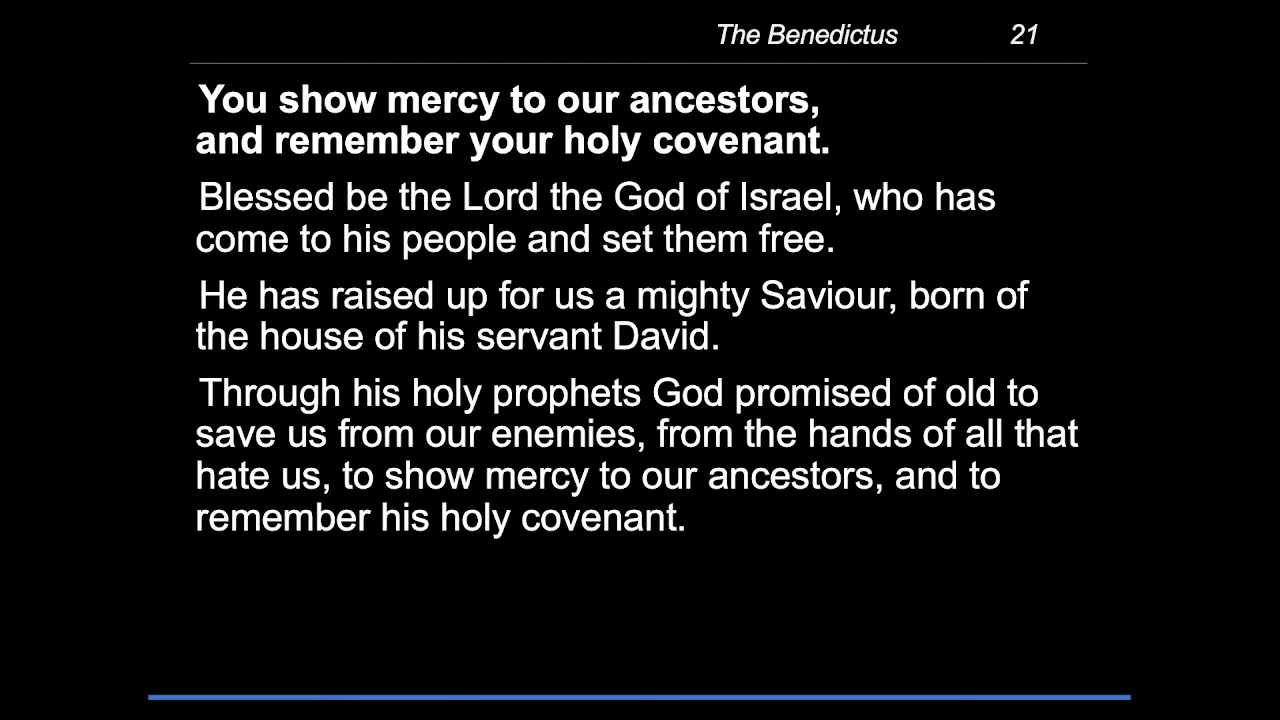 The Benedictus 21
You show mercy to our ancestors,
and remember your holy covenant.
Blessed be the Lord the God of Israel, who has
come to his people and set them free.
He has raised up for us a mighty Saviour, born of
the house of his servant David.
Through his holy prophets God promised of old to
save us from our enemies, from the hands of all that
hate us, to show mercy to our ancestors, and to
remember his holy covenant.